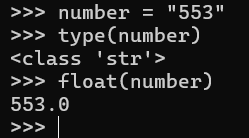 >>> number = "553"
>>> type(number)
<class 'str'>
>>> float(number)
553.0
>>>